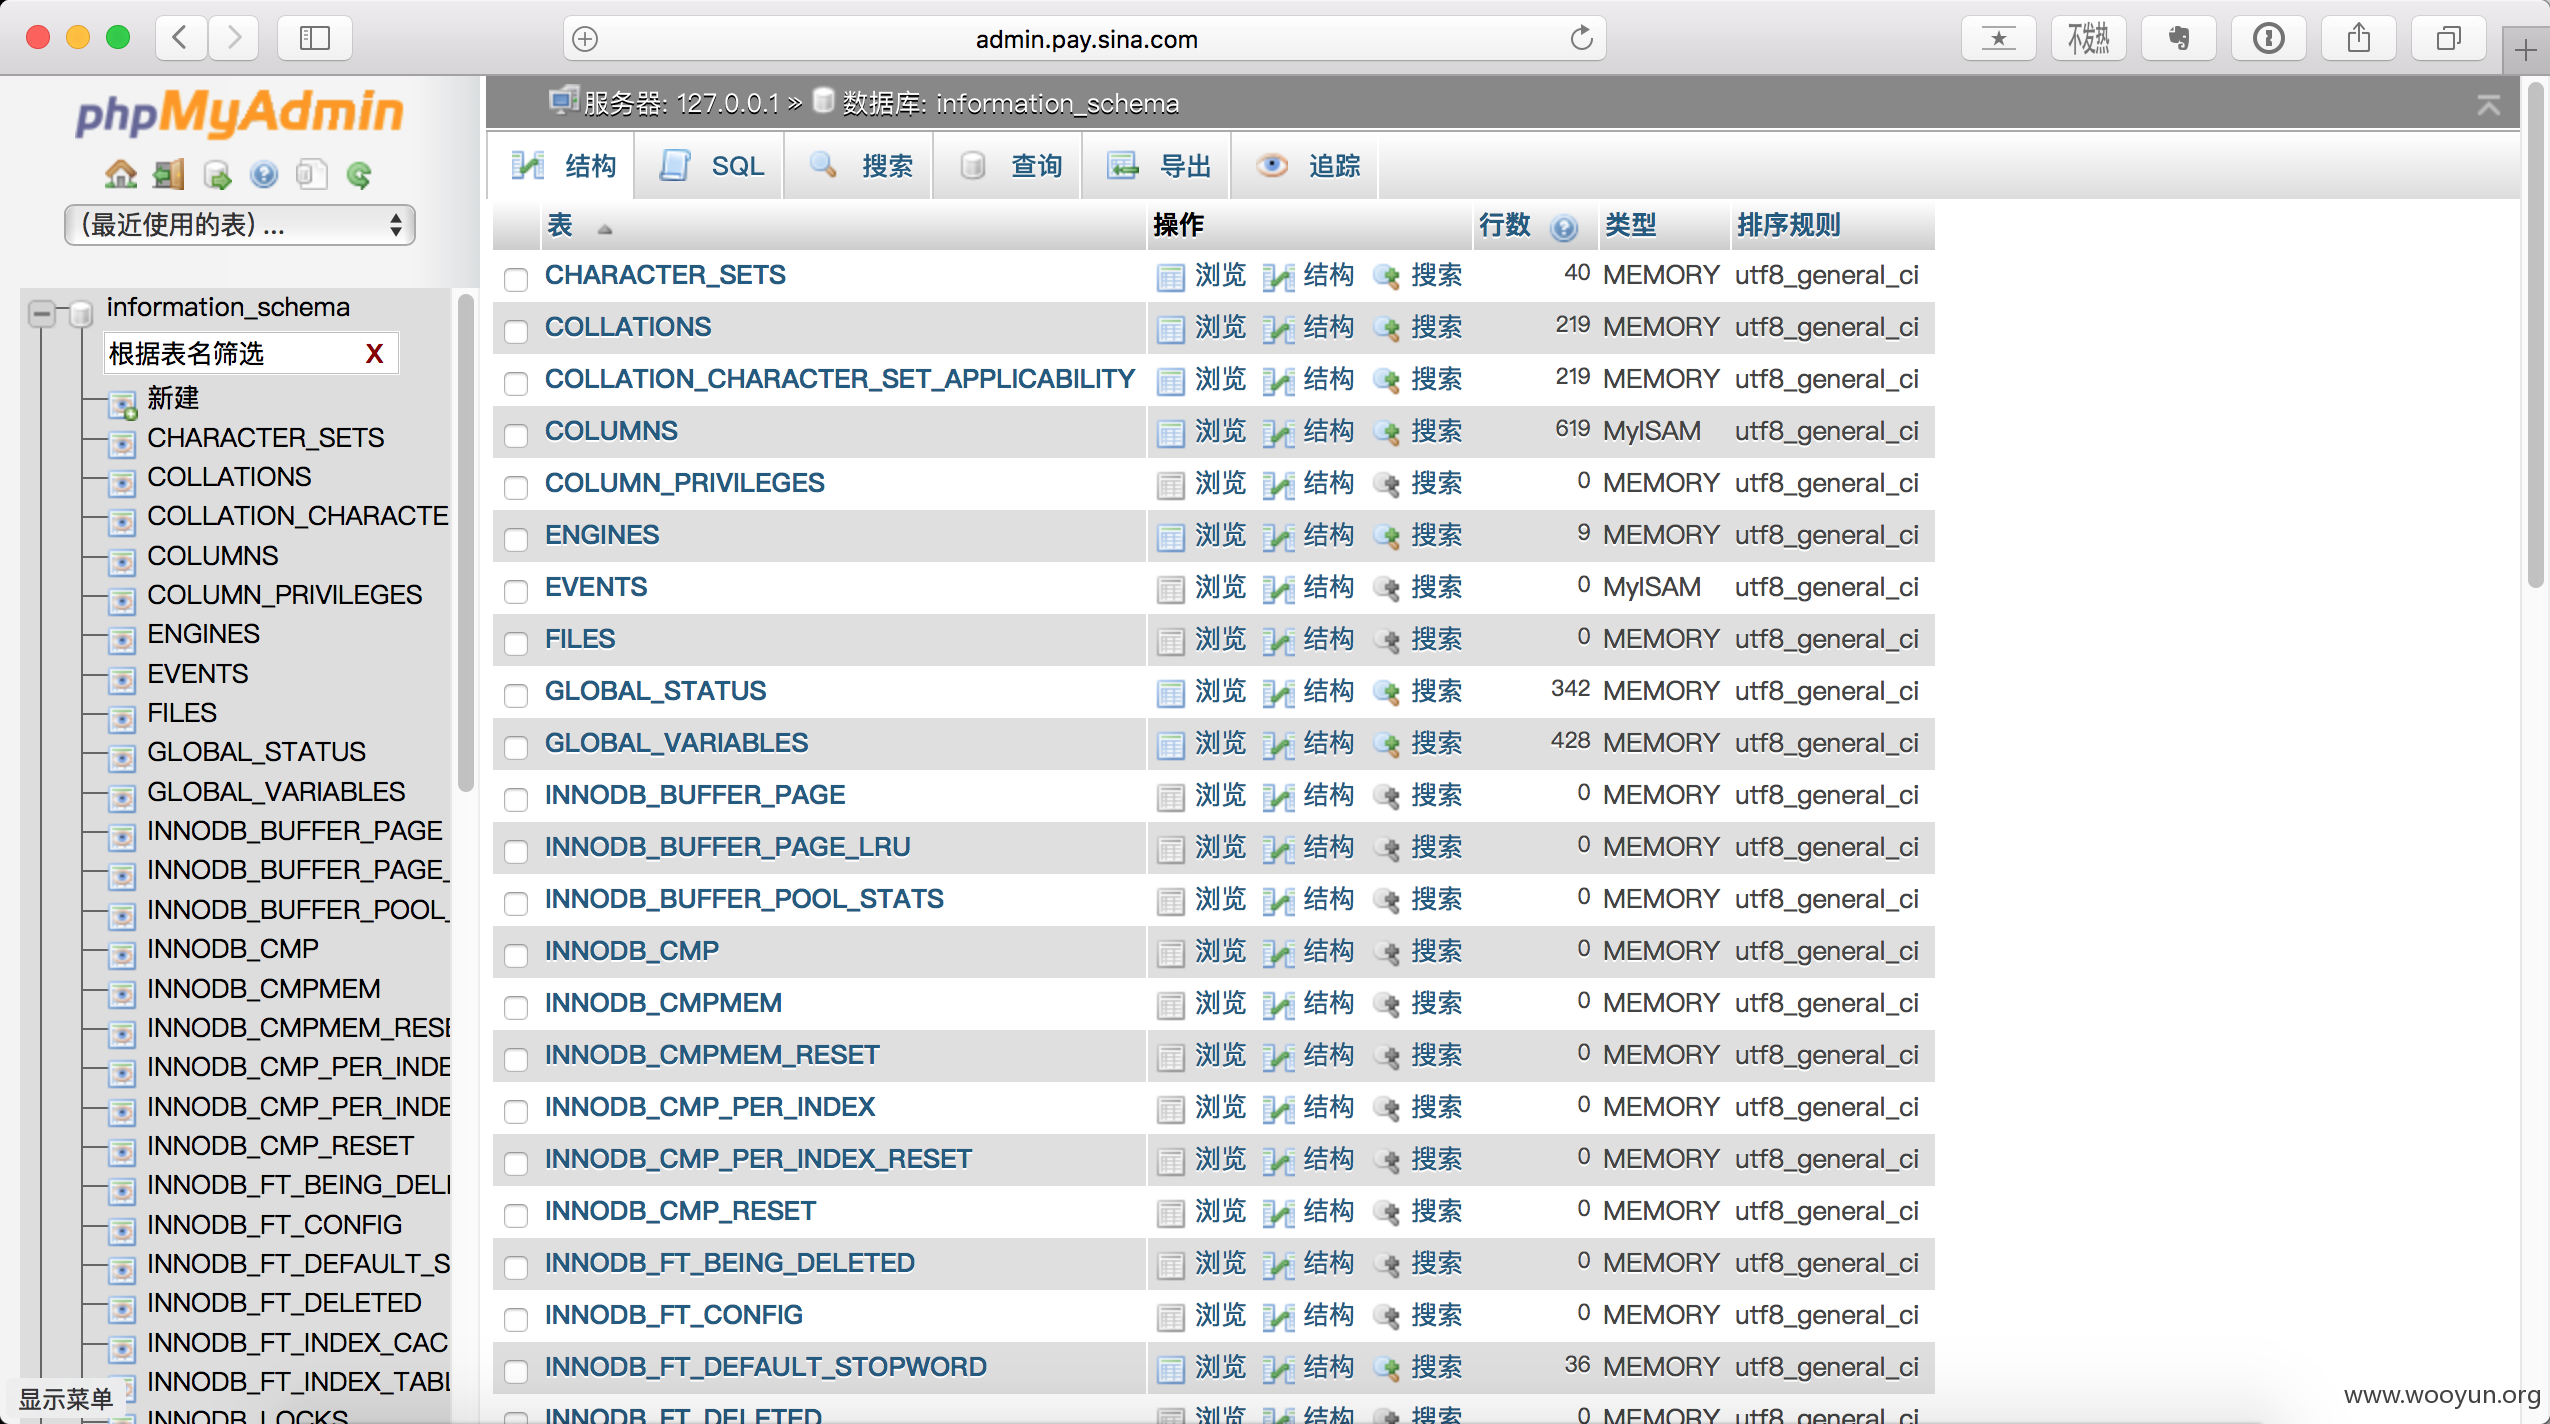 admin.pay.sina.com
不发热
phpMyAdmin
(最近使用的表) ...
information_schema
根据表名筛选 X
新建
CHARACTER_SETS
COLLATIONS
COLLATION_CHARACTE
COLUMNS
COLUMN_PRIVILEGES
ENGINES
EVENTS
FILES
GLOBAL_STATUS
GLOBAL_VARIABLES
INNODB_BUFFER_PAGE
INNODB_BUFFER_PAGE_
INNODB_BUFFER_POOL_
INNODB_CMP
INNODB_CMPMEM
INNODB_CMPMEM_RESE
INNODB_CMP_PER_INDE
INNODB_CMP_PER_INDE
INNODB_CMP_RESET
INNODB_FT_BEING_DELI
INNODB_FT_CONFIG
INNODB_FT_DEFAULT_S
INNODB_FT_DELETED
INNODB_FT_INDEX_CAC
INNODB_FT_INDEX_TABL
INNODB_LOCKS
显示菜单
服务器: 127.0.0.1 » 数据库: information_schema
结构 SQL 搜索 查询 导出 追踪
表 操作 行数 类型 排序规则
CHARACTER_SETS 浏览 结构 搜索 40 MEMORY utf8_general_ci
COLLATIONS 浏览 结构 搜索 219 MEMORY utf8_general_ci
COLLATION_CHARACTER_SET_APPLICABILITY 浏览 结构 搜索 219 MEMORY utf8_general_ci
COLUMNS 浏览 结构 搜索 619 MyISAM utf8_general_ci
COLUMN_PRIVILEGES 浏览 结构 搜索 0 MEMORY utf8_general_ci
ENGINES 浏览 结构 搜索 9 MEMORY utf8_general_ci
EVENTS 浏览 结构 搜索 0 MyISAM utf8_general_ci
FILES 浏览 结构 搜索 0 MEMORY utf8_general_ci
GLOBAL_STATUS 浏览 结构 搜索 342 MEMORY utf8_general_ci
GLOBAL_VARIABLES 浏览 结构 搜索 428 MEMORY utf8_general_ci
INNODB_BUFFER_PAGE 浏览 结构 搜索 0 MEMORY utf8_general_ci
INNODB_BUFFER_PAGE_LRU 浏览 结构 搜索 0 MEMORY utf8_general_ci
INNODB_BUFFER_POOL_STATS 浏览 结构 搜索 0 MEMORY utf8_general_ci
INNODB_CMP 浏览 结构 搜索 0 MEMORY utf8_general_ci
INNODB_CMPMEM 浏览 结构 搜索 0 MEMORY utf8_general_ci
INNODB_CMPMEM_RESET 浏览 结构 搜索 0 MEMORY utf8_general_ci
INNODB_CMP_PER_INDEX 浏览 结构 搜索 0 MEMORY utf8_general_ci
INNODB_CMP_PER_INDEX_RESET 浏览 结构 搜索 0 MEMORY utf8_general_ci
INNODB_CMP_RESET 浏览 结构 搜索 0 MEMORY utf8_general_ci
INNODB_FT_BEING_DELETED 浏览 结构 搜索 0 MEMORY utf8_general_ci
INNODB_FT_CONFIG 浏览 结构 搜索 0 MEMORY utf8_general_ci
INNODB_FT_DEFAULT_STOPWORD 浏览 结构 搜索 36 MEMORY utf8_general_ci
INNODB_FT_DELETED 浏览 结构 搜索 0 MEMORY utf8_general_ci
www.wooyun.org